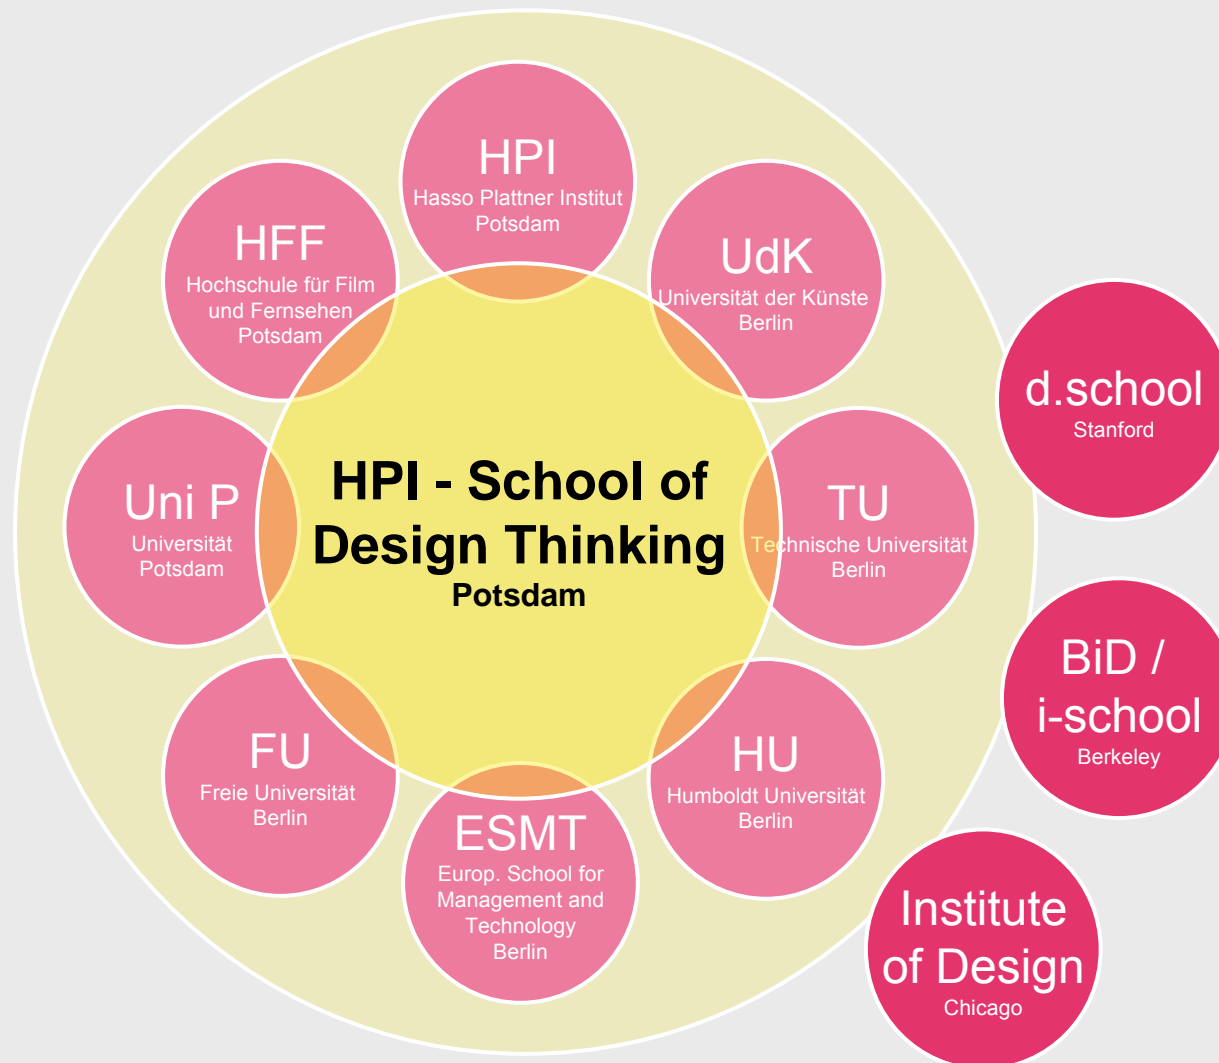 HPI
Hasso Plattner Institut
Potsdam
HFF
Hochschule für Film
und Fernsehen
Potsdam
UdK
Universität der Künste
Berlin
d.school
Stanford
HPI - School of
Design Thinking
Potsdam
Uni P
Universität
Potsdam
TU
Technische Universität
Berlin
BiD /
i-school
Berkeley
FU
Freie Universität
Berlin
HU
Humboldt Universität
Berlin
ESMT
Europ. School for
Management and
Technology
Berlin
Institute
of Design
Chicago